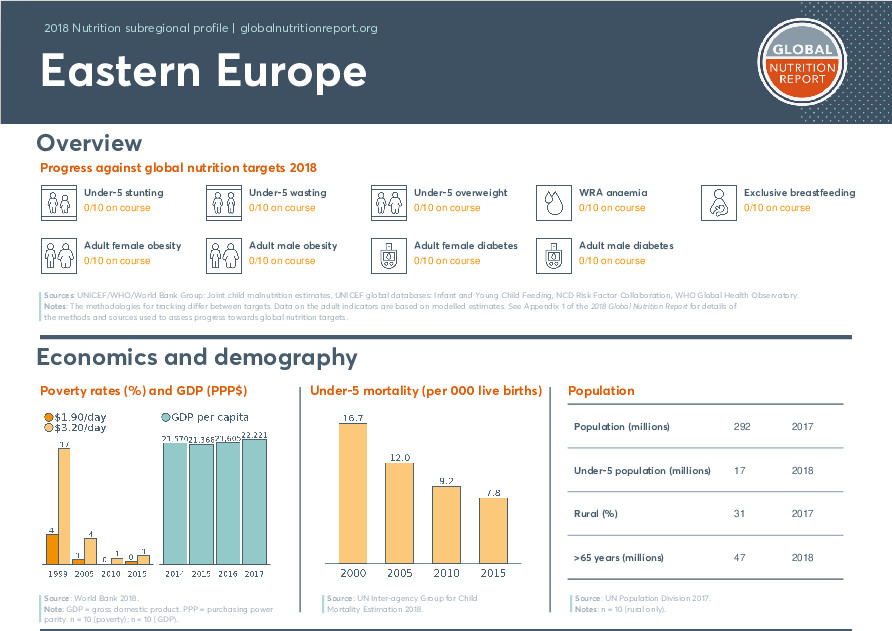 2018 Nutrition subregional profile | globalnutritionreport.org
Eastern Europe
GLOBAL
NUTRITION
REPORT
Overview
Progress against global nutrition targets 2018
Under-5 stunting
0/10 on course
Under-5 wasting
0/10 on course
Under-5 overweight
0/10 on course
WRA anaemia
0/10 on course
Exclusive breastfeeding
0/10 on course
Adult female obesity
0/10 on course
Adult male obesity
0/10 on course
Adult female diabetes
0/10 on course
Adult male diabetes
0/10 on course
Sources: UNICEF/WHO/World Bank Group: Joint child malnutrition estimates, UNICEF global databases: Infant and Young Child Feeding, NCD Risk Factor Collaboration, WHO Global Health Observatory.
Notes: The methodologies for tracking differ between targets. Data on the adult indicators are based on modelled estimates. See Appendix 1 of the 2018 Global Nutrition Report for details of
the methods and sources used to assess progress towards global nutrition targets.
Economics and demography
Poverty rates (%) and GDP (PPP$)
$1.90/day
$3.20/day
17
4
4
0
1
0
1999 2005 2010 2015
GDP per capita
21,570 21,368 21,605 22,221
2014 2015 2016 2017
Source: World Bank 2018.
Note: GDP = gross domestic product. PPP = purchasing power
parity. n = 10 (poverty); n = 10 (GDP).
Under-5 mortality (per 000 live births)
16.7
12.0
9.2
7.8
2000 2005 2010 2015
Source: UN Inter-agency Group for Child
Mortality Estimation 2018.
Population
Population (millions) 292 2017
Under-5 population (millions) 17 2018
Rural (%) 31 2017
>65 years (millions) 47 2018
Source: UN Population Division 2017.
Notes: n = 10 (rural only).